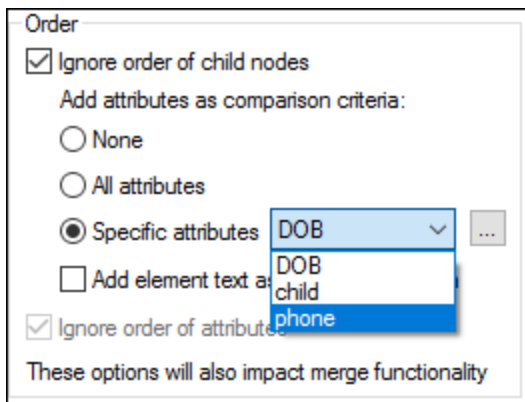 Order
Ignore order of child nodes
Add attributes as comparison criteria:
None
All attributes
Specific attributes DOB ...
DOB
Add element text as
child
phone
Ignore order of attributes
These options will also impact merge functionality